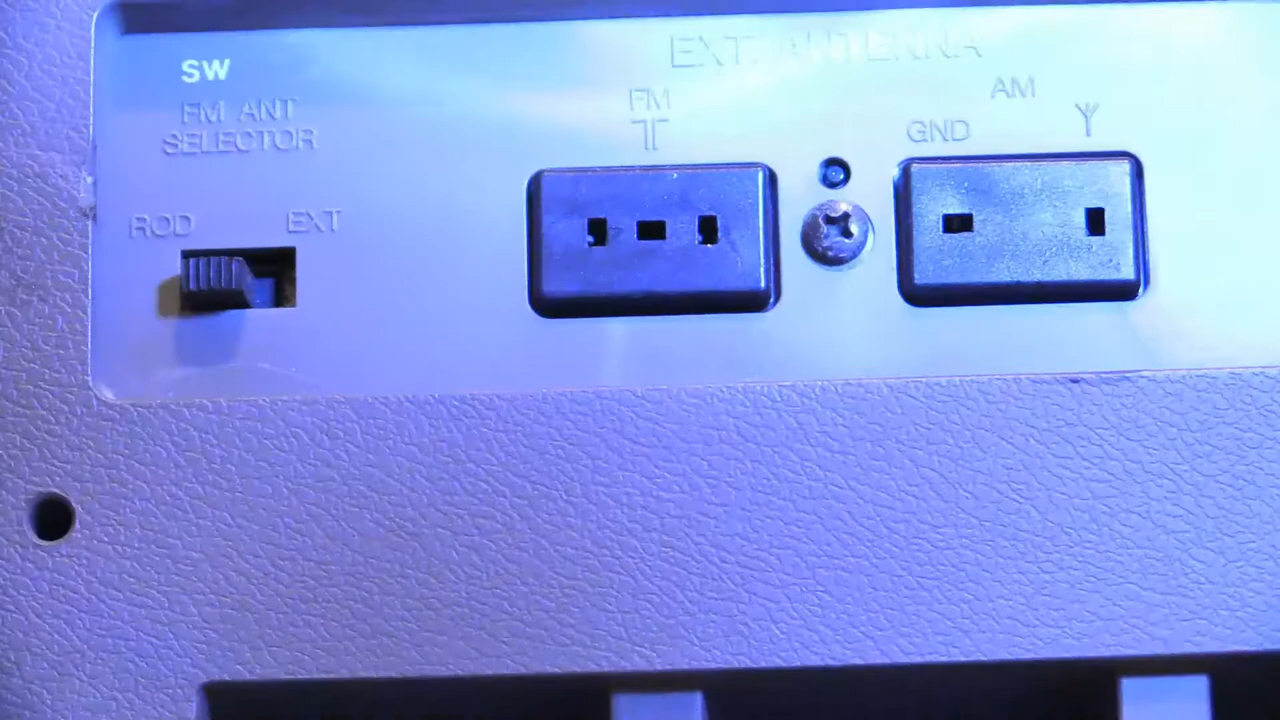 SW
FM ANT
SELECTOR
ROD EXT
EXT. ANTENNA
FM
AM
GND